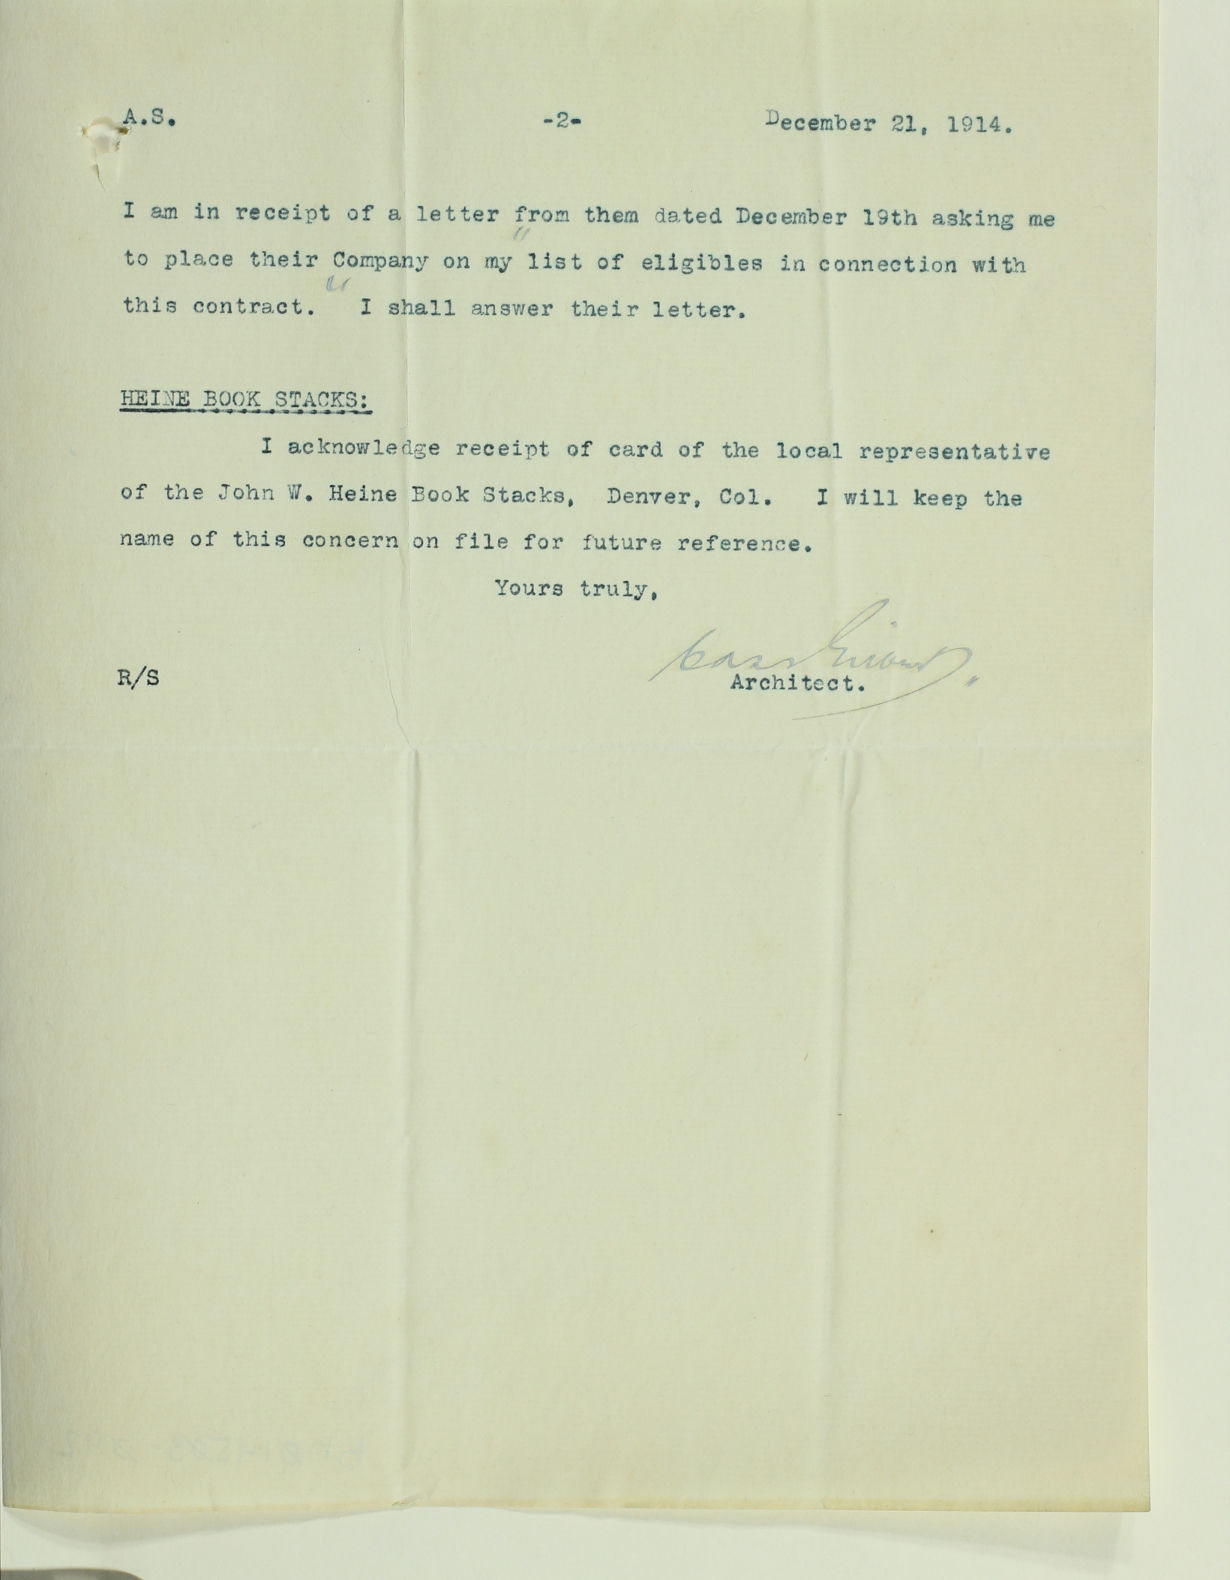 A.S. -2- December 21, 1914.
I am in receipt of a letter from them dated December 19th asking me
to place their Company on my list of eligibles in connection with
this contract. I shall answer their letter.
HEINE BOOK STACKS:
I acknowledge receipt of card of the local representative
of the John W. Heine Book Stacks, Denver, Col. I will keep the
name of this concern on file for future reference.
Yours truly,
Cass Gilbert
R/S Architect.